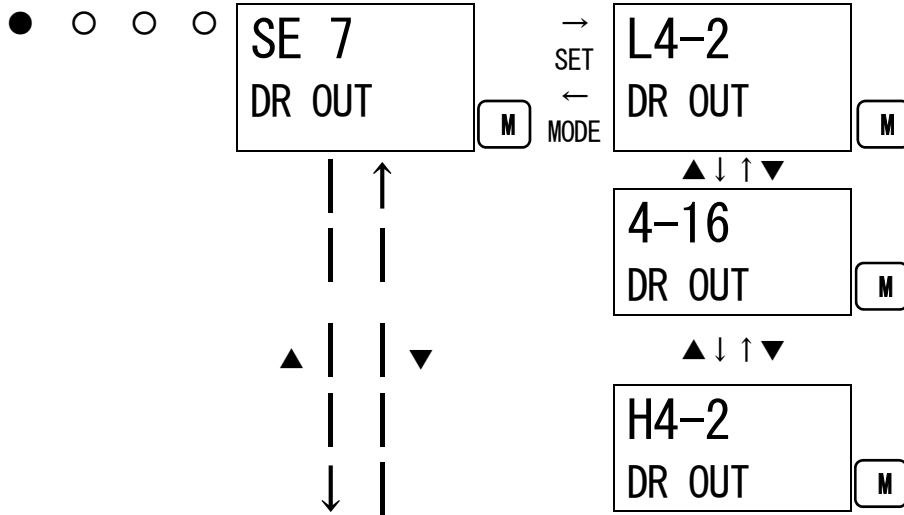 ● ○ ○ ○
SE 7
DR OUT
M
→
SET
←
MODE
L4-2
DR OUT
M
▲↓↑▼
4-16
DR OUT
M
▲↓↑▼
H4-2
DR OUT
M
▲ ▼